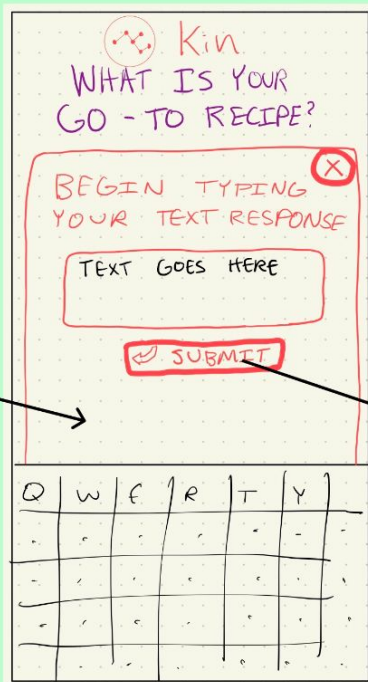 Kin
WHAT IS YOUR
GO-TO RECIPE?
X
BEGIN TYPING
YOUR TEXT RESPONSE
TEXT GOES HERE
SUBMIT
Q W E R T Y